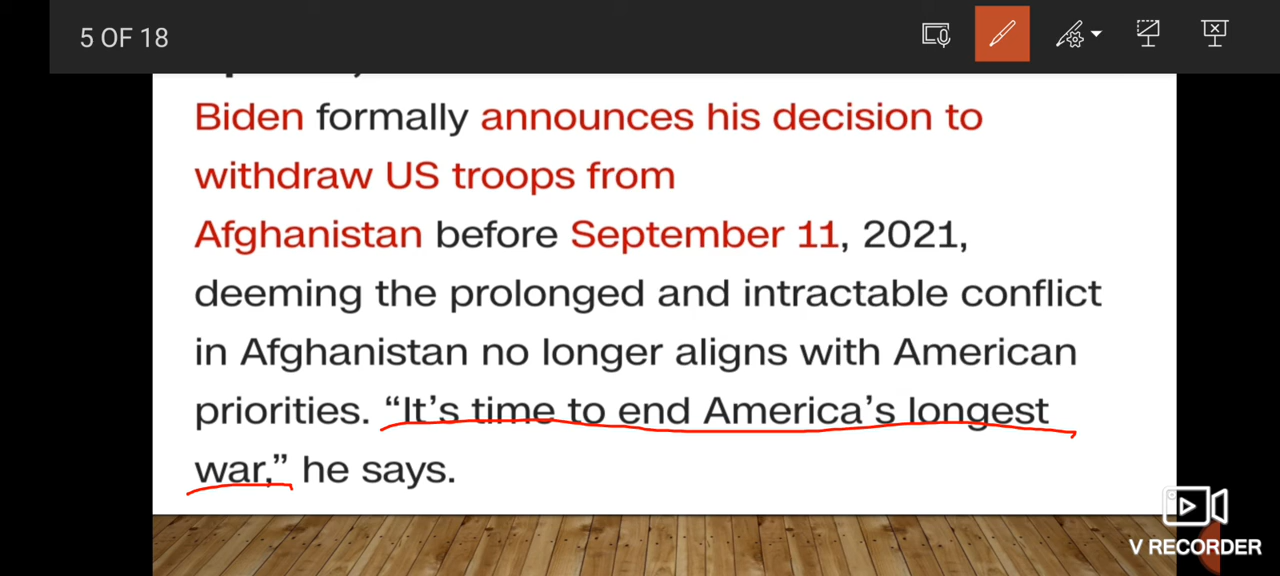 5 OF 18
Biden formally announces his decision to
withdraw US troops from
Afghanistan before September 11, 2021,
deeming the prolonged and intractable conflict
in Afghanistan no longer aligns with American
priorities. “It’s time to end America’s longest
war,” he says.
V RECORDER